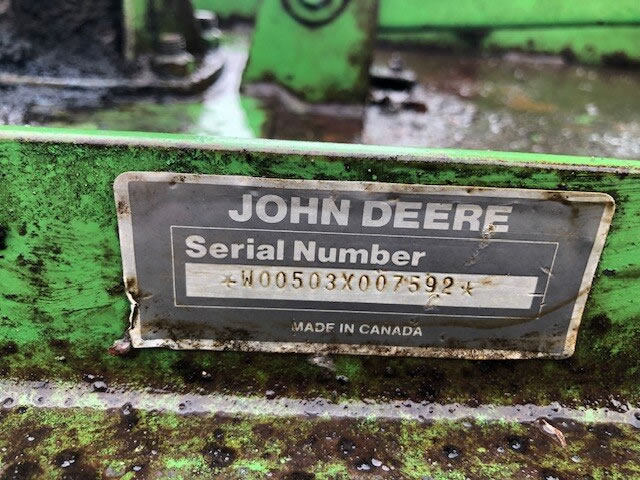 JOHN DEERE
Serial Number
*W00503X007592*
MADE IN CANADA